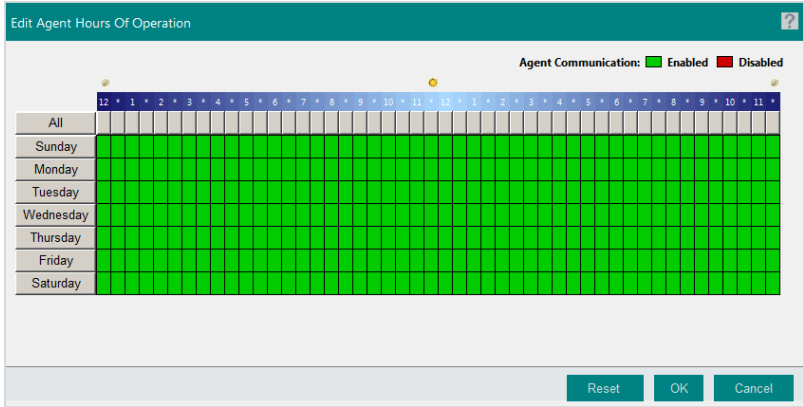 Edit Agent Hours Of Operation ?
Agent Communication: Enabled Disabled
12 * 1 * 2 * 3 * 4 * 5 * 6 * 7 * 8 * 9 * 10 * 11 * 12 * 1 * 2 * 3 * 4 * 5 * 6 * 7 * 8 * 9 * 10 * 11 *
All
Sunday
Monday
Tuesday
Wednesday
Thursday
Friday
Saturday
Reset OK Cancel